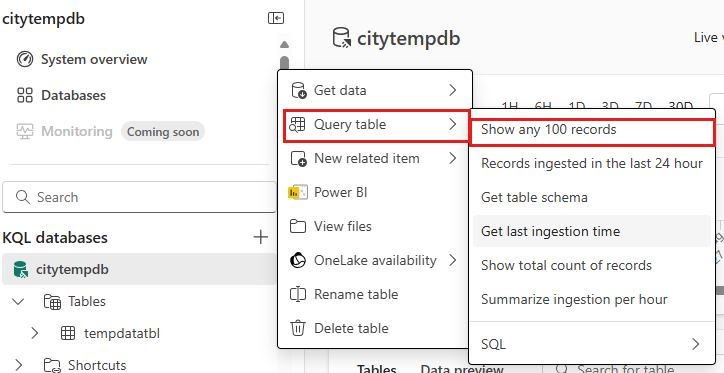 citytempdb
System overview
Databases
Monitoring Coming soon
Search
KQL databases
citytempdb
Tables
tempdatatbl
Shortcuts
citytempdb
Live v
1H 6H 1D 3D 7D 30D
Get data
Query table
New related item
Power BI
View files
OneLake availability
Rename table
Delete table
Show any 100 records
Records ingested in the last 24 hour
Get table schema
Get last ingestion time
Show total count of records
Summarize ingestion per hour
SQL
Tables Data preview Search for table